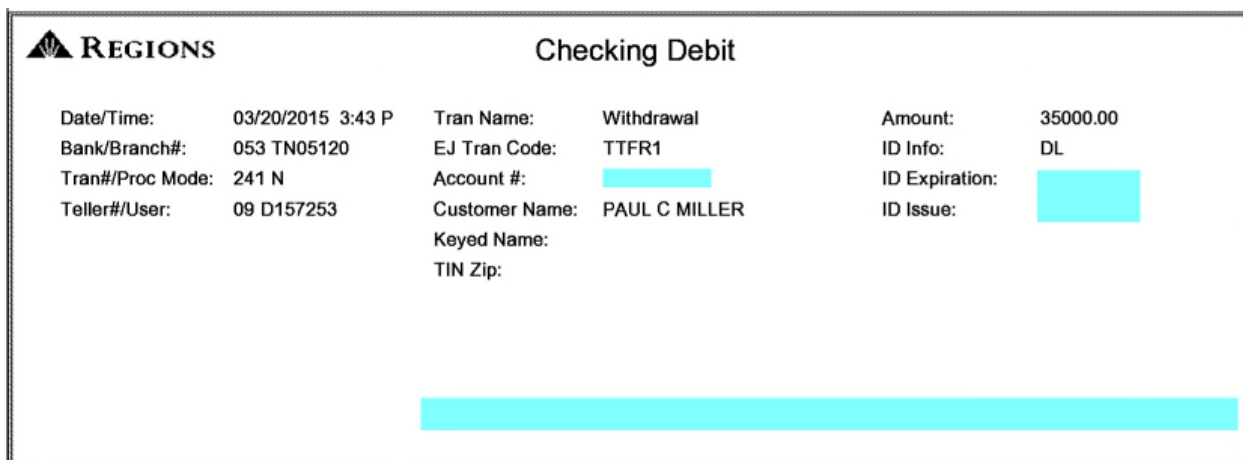 REGIONS Checking Debit
Date/Time: 03/20/2015 3:43 P Tran Name: Withdrawal Amount: 35000.00
Bank/Branch#: 053 TN05120 EJ Tran Code: TTFR1 ID Info: DL
Tran#/Proc Mode: 241 N Account #: ID Expiration:
Teller#/User: 09 D157253 Customer Name: PAUL C MILLER ID Issue:
Keyed Name:
TIN Zip: